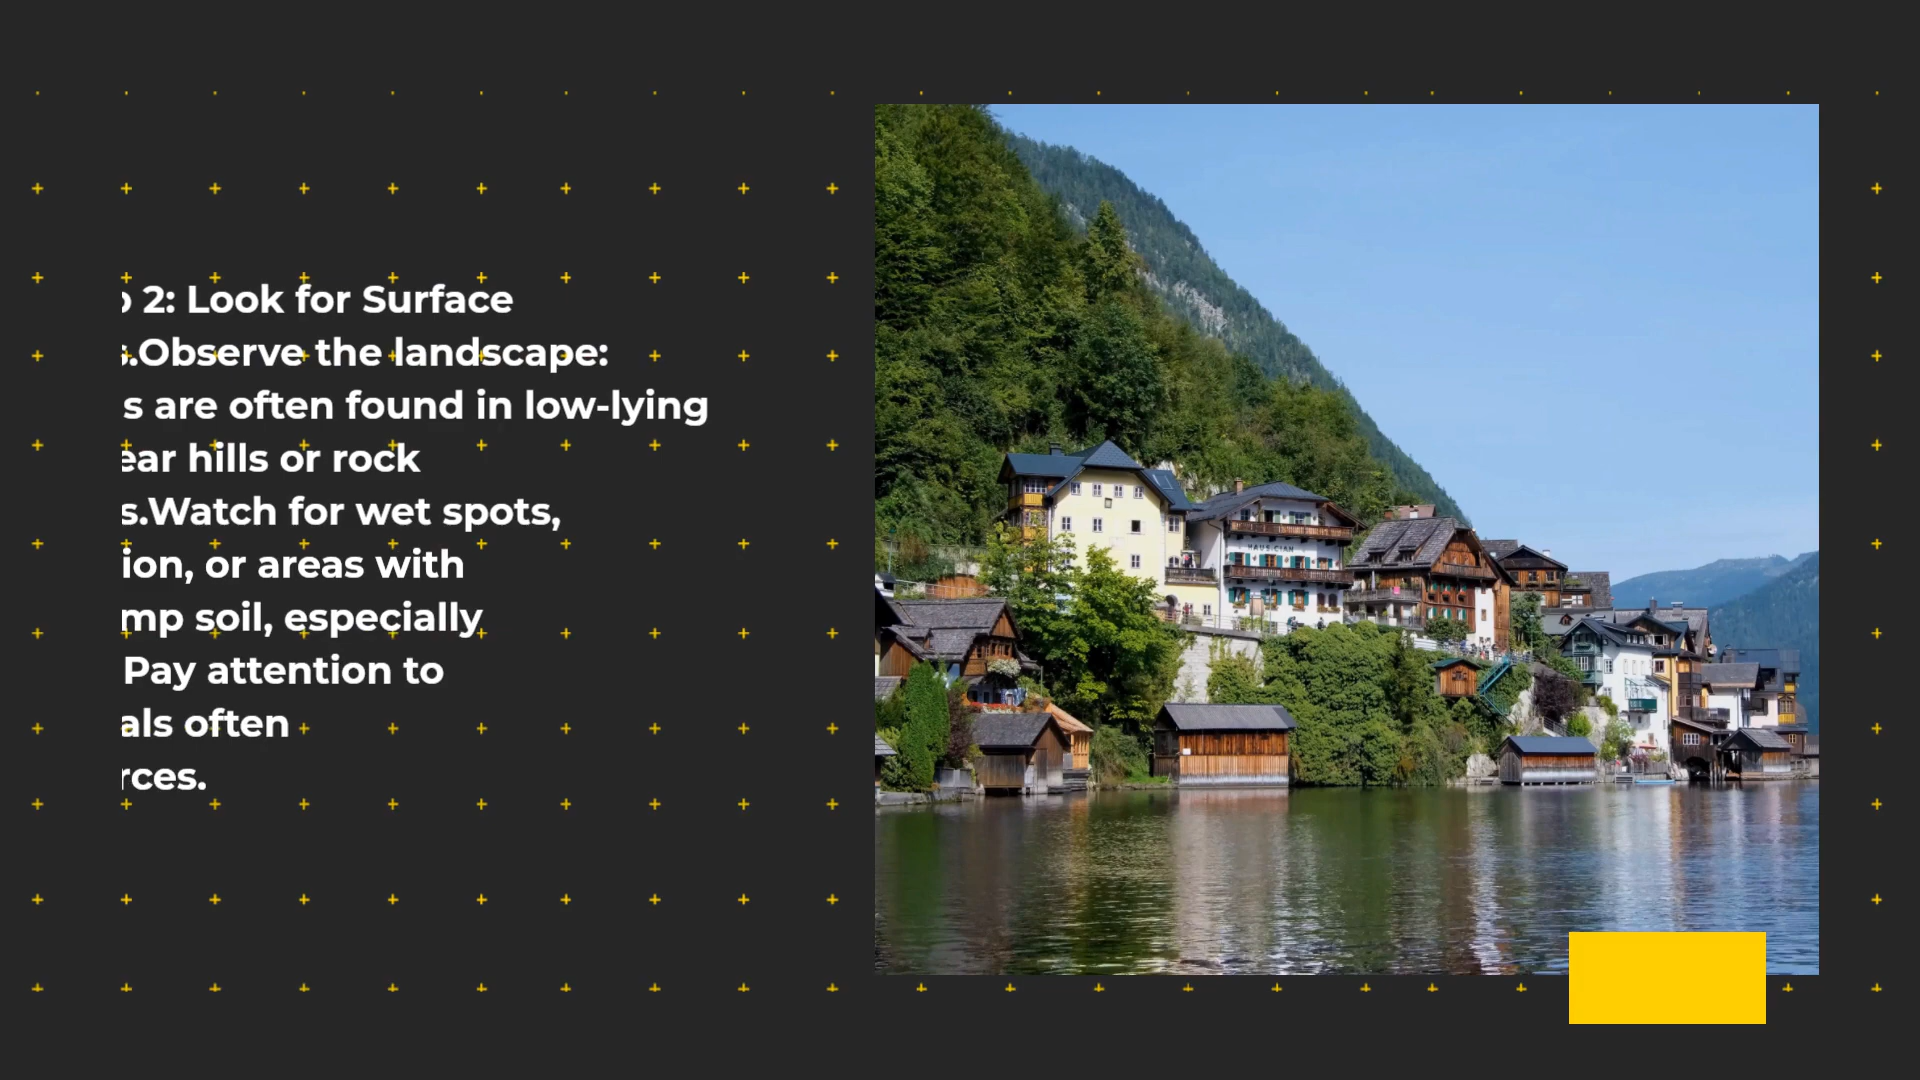 2: Look for Surface
.Observe the landscape:
s are often found in low-lying
ear hills or rock
s.Watch for wet spots,
ion, or areas with
mp soil, especially
Pay attention to
als often
rces.